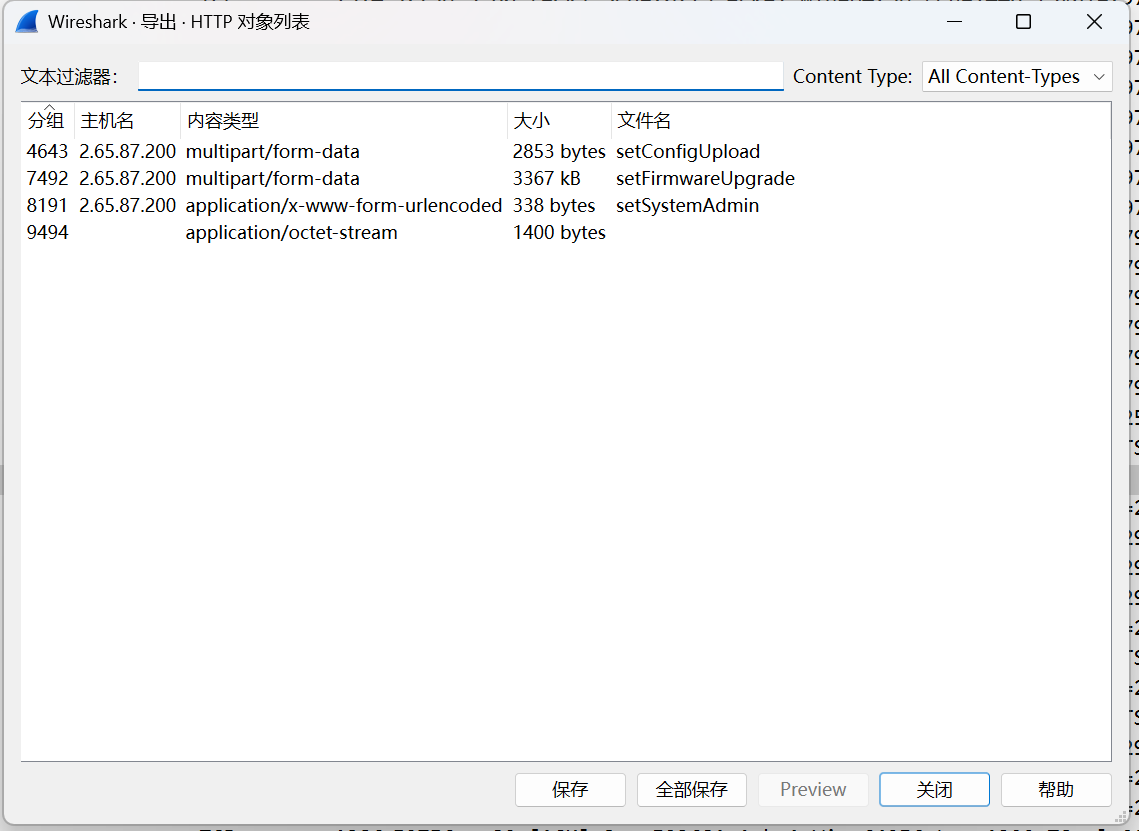 Wireshark · 导出 · HTTP 对象列表
文本过滤器: Content Type: All Content-Types
分组 主机名 内容类型 大小 文件名
4643 2.65.87.200 multipart/form-data 2853 bytes setConfigUpload
7492 2.65.87.200 multipart/form-data 3367 kB setFirmwareUpgrade
8191 2.65.87.200 application/x-www-form-urlencoded 338 bytes setSystemAdmin
9494 application/octet-stream 1400 bytes
保存 全部保存 Preview 关闭 帮助